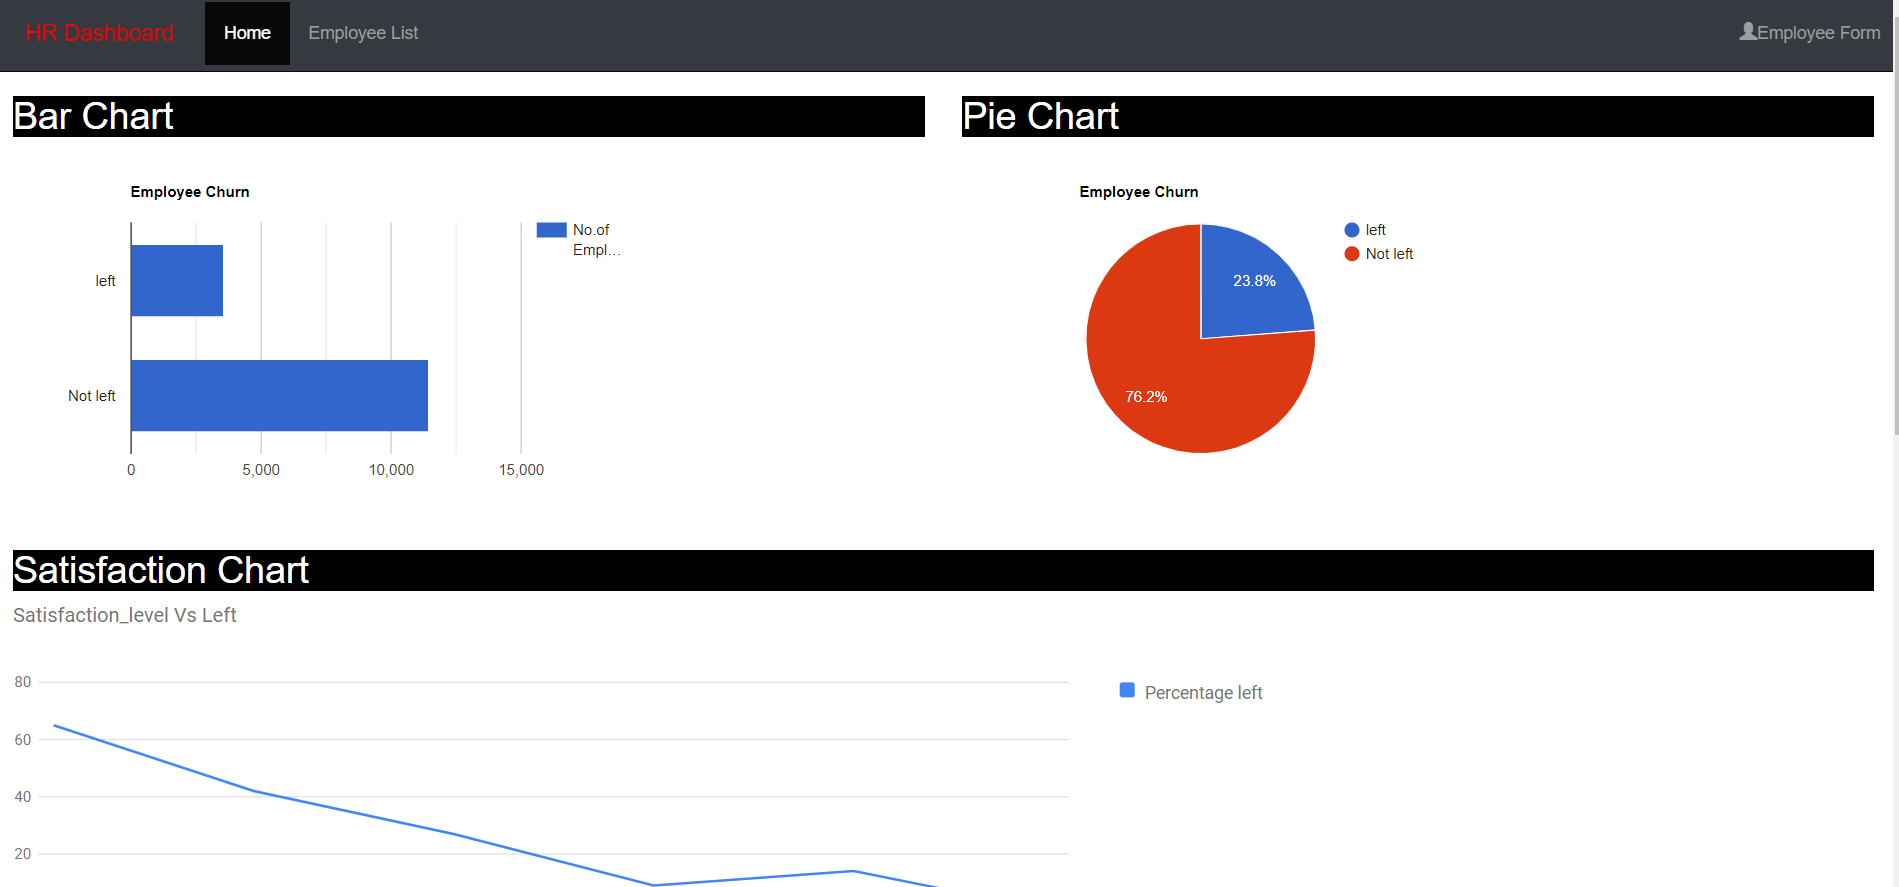 HR Dashboard
Home
Employee List
Employee Form
Bar Chart
Pie Chart
Employee Churn
No.of
Empl...
left
Not left
0
5,000
10,000
15,000
Employee Churn
left
Not left
23.8%
76.2%
Satisfaction Chart
Satisfaction_level Vs Left
80
60
40
20
Percentage left